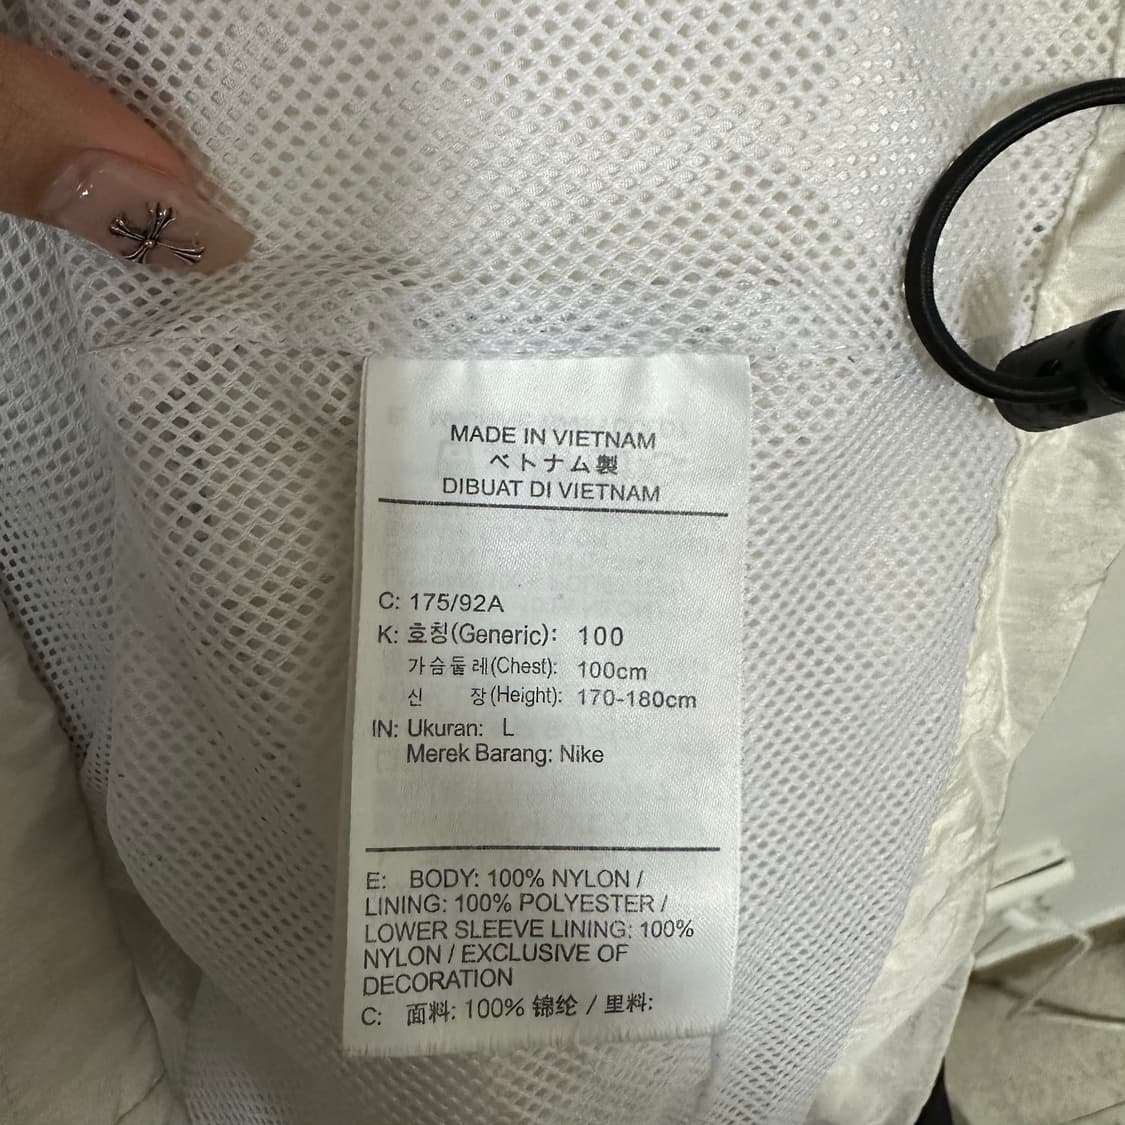 MADE IN VIETNAM
ベトナム製
DIBUAT DI VIETNAM
C: 175/92A
K: 호칭(Generic): 100
가슴둘레(Chest): 100cm
신 장(Height): 170-180cm
IN: Ukuran: L
Merek Barang: Nike
E: BODY: 100% NYLON /
LINING: 100% POLYESTER /
LOWER SLEEVE LINING: 100%
NYLON / EXCLUSIVE OF
DECORATION
C: 面料: 100% 锦纶 / 里料: